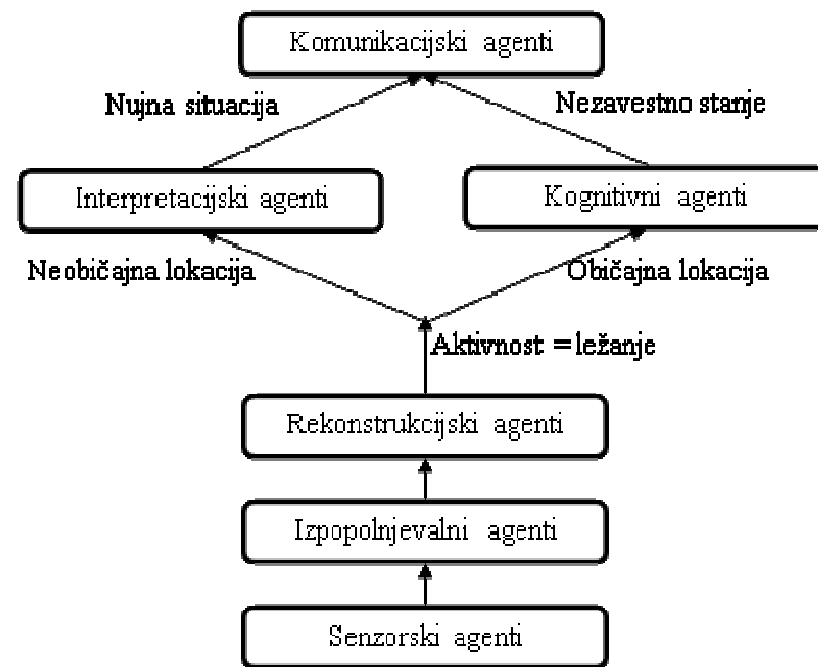 Komunikacijski agenti
Nujna situacija
Nezavestno stanje
Interpretacijski agenti
Kognitivni agenti
Neobičajna lokacija
Običajna lokacija
Aktivnost = ležanje
Rekonstrukcijski agenti
Izpopolnjevalni agenti
Senzorski agenti